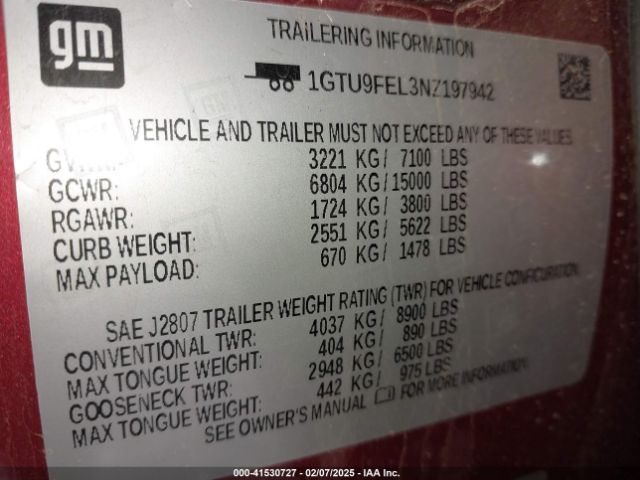 gm
TRAILERING INFORMATION
1GTU9FEL3NZ197942
VEHICLE AND TRAILER MUST NOT EXCEED ANY OF THESE VALUES.
3221 KG/ 7100 LBS
GCWR: 6804 KG/15000 LBS
RGAWR: 1724 KG/ 3800 LBS
CURB WEIGHT: 2551 KG/ 5622 LBS
MAX PAYLOAD: 670 KG/ 1478 LBS
SAE J2807 TRAILER WEIGHT RATING (TWR) FOR VEHICLE CONFIGURATION.
CONVENTIONAL TWR: 4037 KG/ 8900 LBS
MAX TONGUE WEIGHT: 404 KG/ 890 LBS
GOOSENECK TWR: 2948 KG/ 6500 LBS
MAX TONGUE WEIGHT: 442 KG/ 975 LBS
SEE OWNER'S MANUAL FOR MORE INFORMATION.
000-41530727 - 02/07/2025 - IAA Inc.